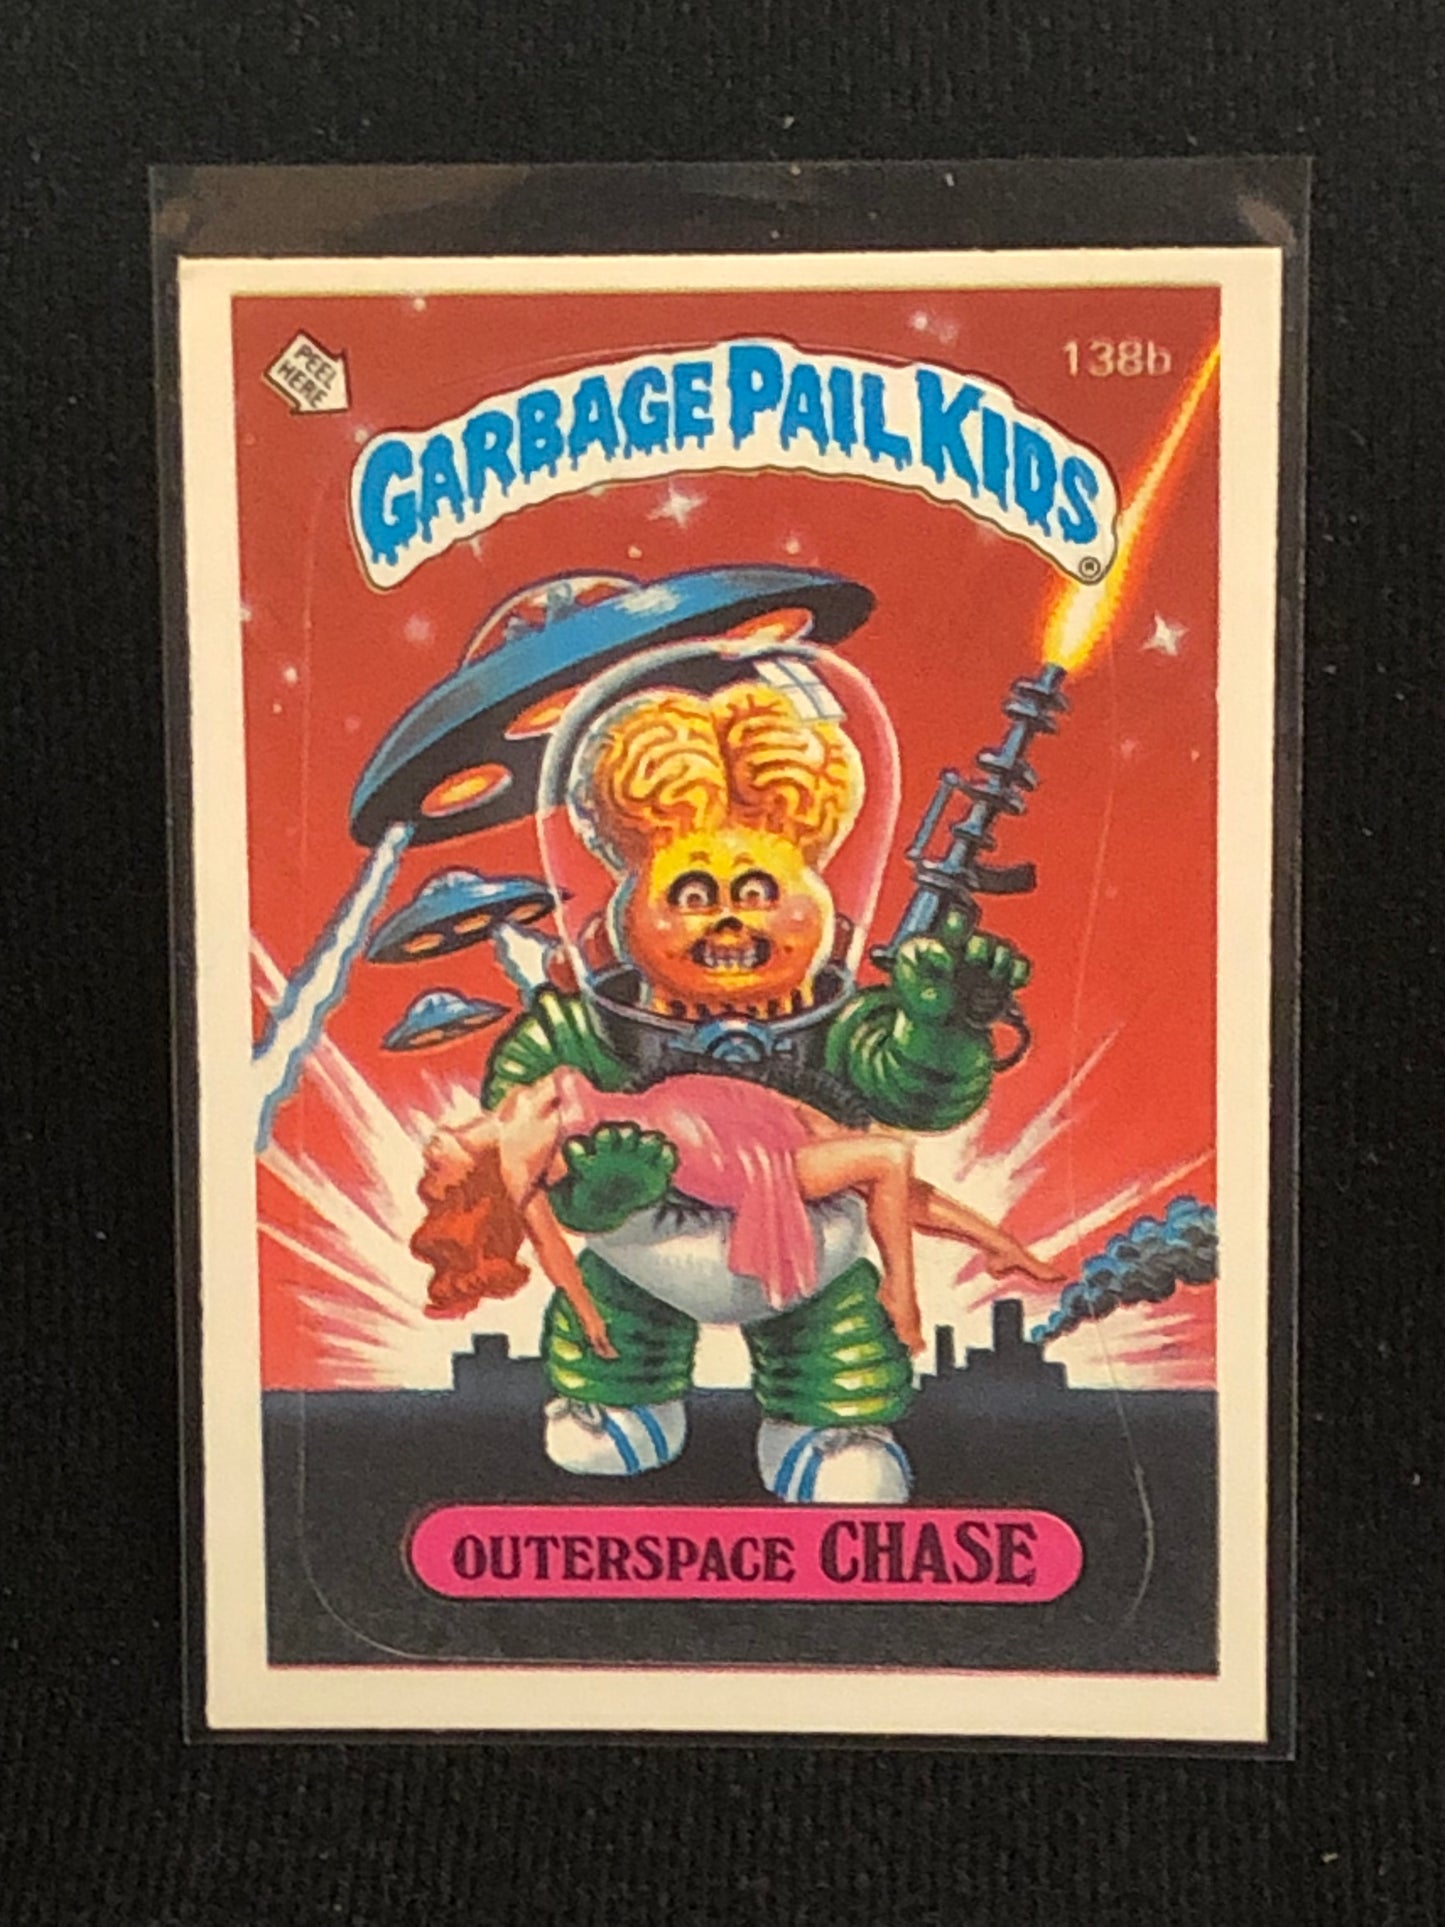 PEEL
HERE
138b
GARBAGE PAIL KIDS
®
OUTERSPACE CHASE